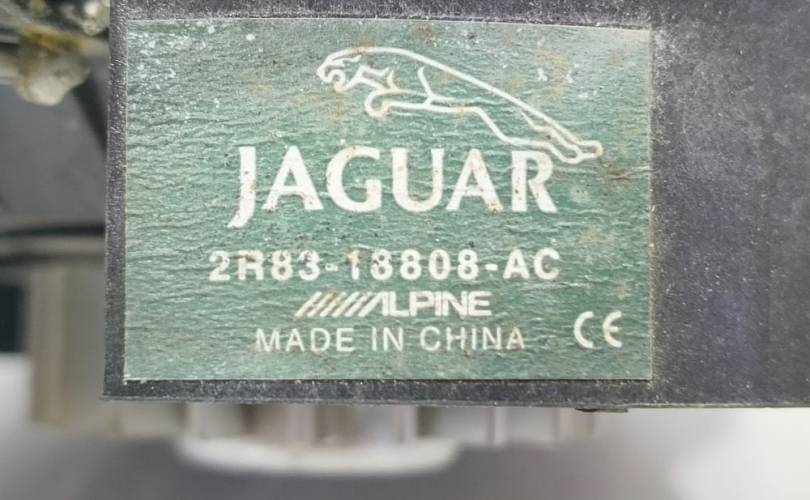 JAGUAR
2R83-18808-AC
ALPINE
MADE IN CHINA CE